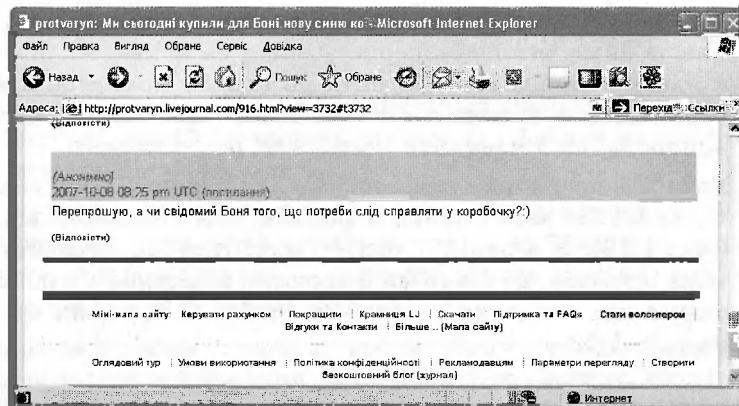 protvaryn: Ми сьогодні купили для Боні нову синю ко - Microsoft Internet Explorer
Файл Правка Вигляд Обране Сервіс Довідка
Назад Пошук Обране
Адреса: http://protvaryn.livejournal.com/916.html?view=3732#t3732 Перехід Ссылки
(Відповісти)
(Анонімно)
2007-10-08 08:25 pm UTC (посилання)
Перепрошую, а чи свідомий Боня того, що потреби слід справляти у коробочку?:)
(Відповісти)
Міні-мапа сайту: Керувати рахунком | Покращити | Крамниця LJ | Скачати | Підтримка та FAQs Стати волонтером
Відгуки та Контакти | Більше... (Мапа сайту)
Оглядовий тур | Умови використання | Політика конфіденційності | Рекламодавцям | Параметри перегляду | Створити
безкоштовний блог (журнал)
Интернет